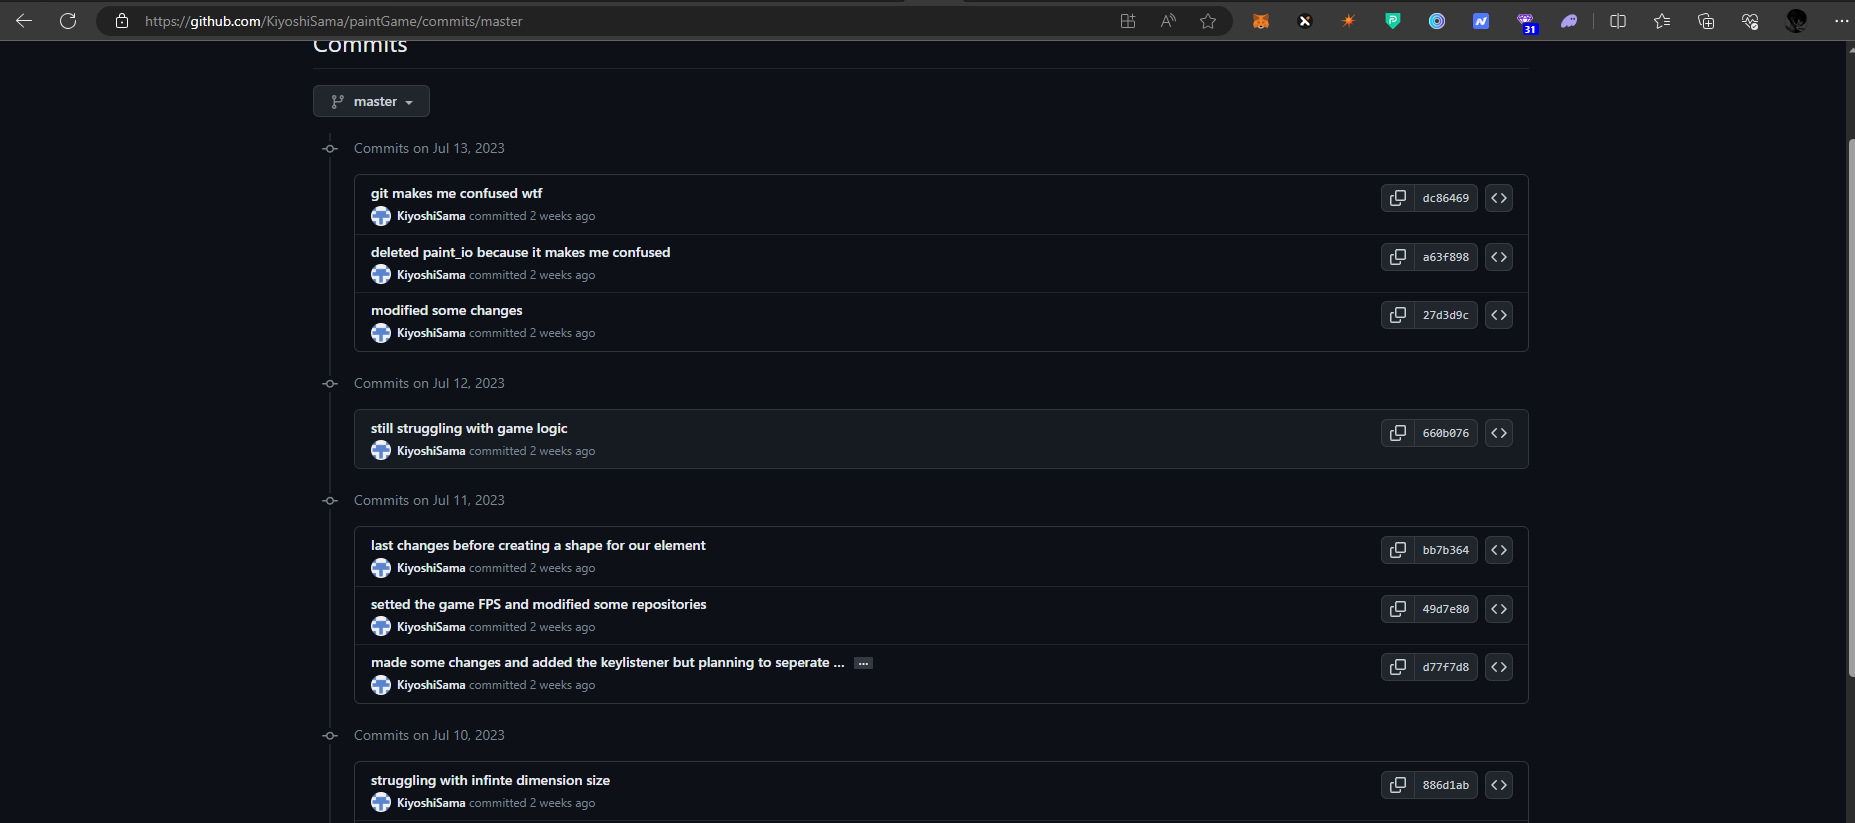 https://github.com/KiyoshiSama/paintGame/commits/master
31
Commits
master
Commits on Jul 13, 2023
git makes me confused wtf
dc86469
KiyoshiSama committed 2 weeks ago
deleted paint_io because it makes me confused
a63f898
KiyoshiSama committed 2 weeks ago
modified some changes
27d3d9c
KiyoshiSama committed 2 weeks ago
Commits on Jul 12, 2023
still struggling with game logic
660b076
KiyoshiSama committed 2 weeks ago
Commits on Jul 11, 2023
last changes before creating a shape for our element
bb7b364
KiyoshiSama committed 2 weeks ago
setted the game FPS and modified some repositories
49d7e80
KiyoshiSama committed 2 weeks ago
made some changes and added the keylistener but planning to seperate ... …
d77f7d8
KiyoshiSama committed 2 weeks ago
Commits on Jul 10, 2023
struggling with infinte dimension size
886d1ab
KiyoshiSama committed 2 weeks ago